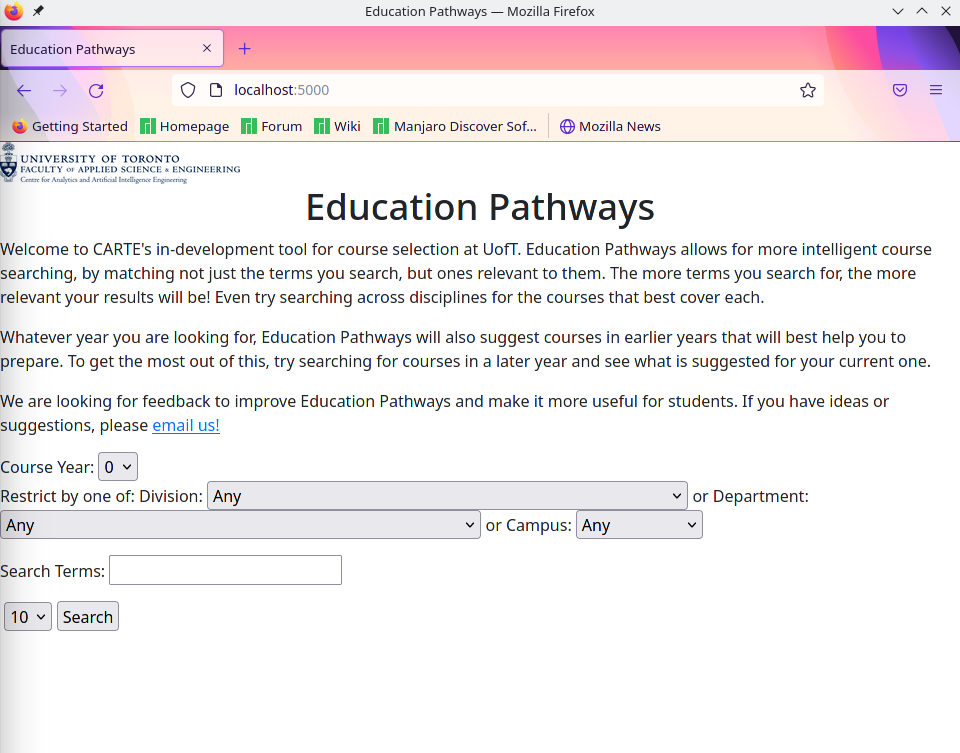 Education Pathways — Mozilla Firefox
Education Pathways
localhost:5000
Getting Started Homepage Forum Wiki Manjaro Discover Sof... Mozilla News
UNIVERSITY OF TORONTO
FACULTY OF APPLIED SCIENCE & ENGINEERING
Centre for Analytics and Artificial Intelligence Engineering
Education Pathways
Welcome to CARTE's in-development tool for course selection at UofT. Education Pathways allows for more intelligent course
searching, by matching not just the terms you search, but ones relevant to them. The more terms you search for, the more
relevant your results will be! Even try searching across disciplines for the courses that best cover each.
Whatever year you are looking for, Education Pathways will also suggest courses in earlier years that will best help you to
prepare. To get the most out of this, try searching for courses in a later year and see what is suggested for your current one.
We are looking for feedback to improve Education Pathways and make it more useful for students. If you have ideas or
suggestions, please email us!
Course Year: 0
Restrict by one of: Division: Any or Department:
Any or Campus: Any
Search Terms:
10 Search